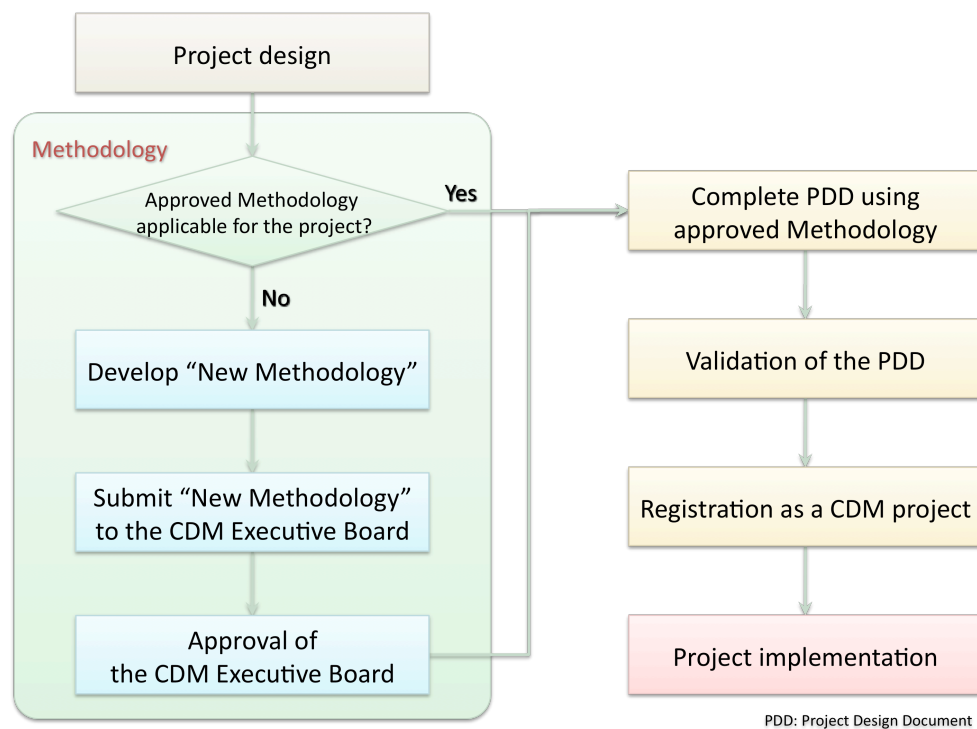 Project design
Methodology
Approved Methodology
applicable for the project?
Yes
No
Develop “New Methodology”
Submit “New Methodology”
to the CDM Executive Board
Approval of
the CDM Executive Board
Complete PDD using
approved Methodology
Validation of the PDD
Registration as a CDM project
Project implementation
PDD: Project Design Document